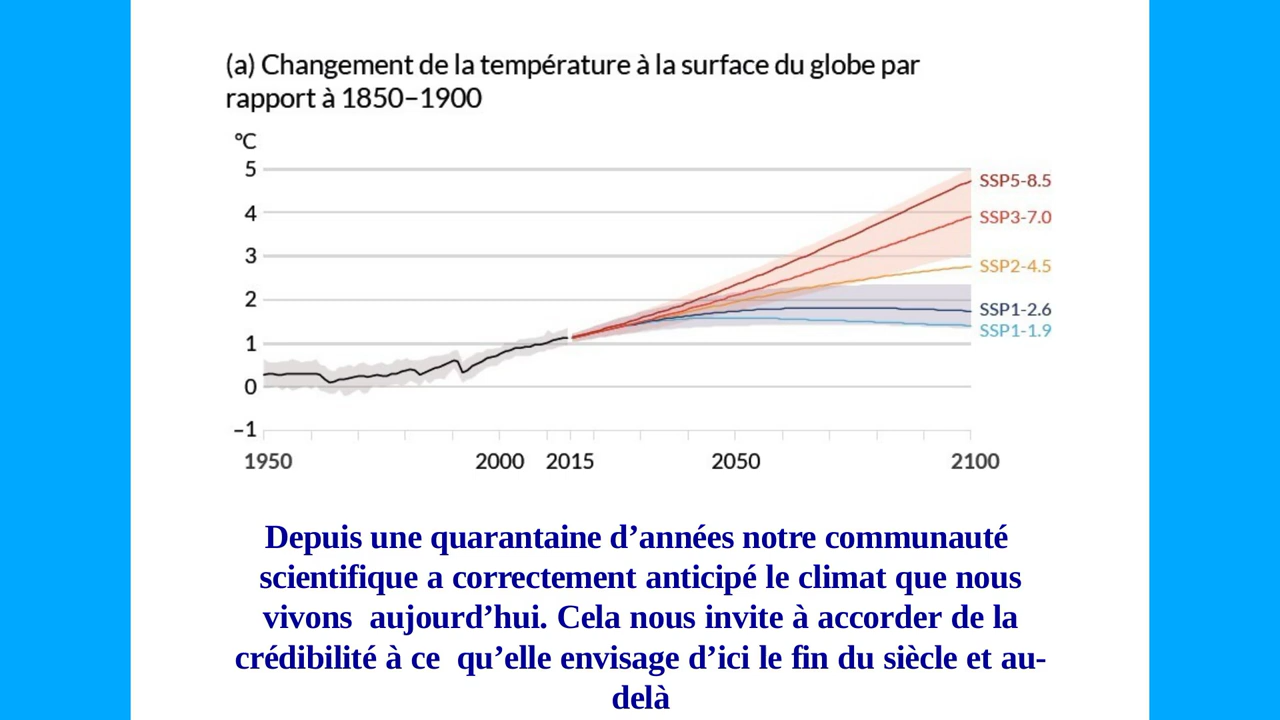 (a) Changement de la température à la surface du globe par
rapport à 1850–1900
°C
5
4
3
2
1
0
–1
1950
2000
2015
2050
2100
SSP5-8.5
SSP3-7.0
SSP2-4.5
SSP1-2.6
SSP1-1.9
Depuis une quarantaine d’années notre communauté
scientifique a correctement anticipé le climat que nous
vivons  aujourd’hui. Cela nous invite à accorder de la
crédibilité à ce  qu’elle envisage d’ici le fin du siècle et au-
delà